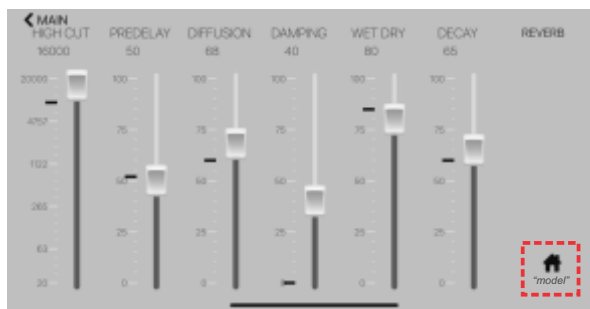 MAIN
HIGH CUT PREDELAY DIFFUSION DAMPING WET DRY DECAY REVERB
16000 50 68 40 80 65
20000 100 100 100 100 100
4757 75 75 75 75 75
1122 50 50 50 50 50
265 25 25 25 25 25
63
20 0 0 0 0 0
"model"